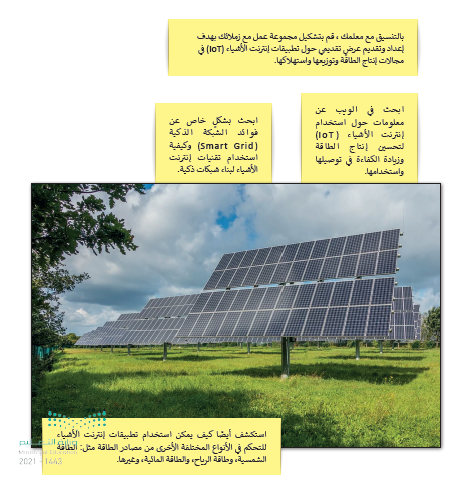 بالتنسيق مع معلمك ، قم بتشكيل مجموعة عمل مع زملائك بهدف
إعداد وتقديم عرض تقديمي حول تطبيقات إنترنت الأشياء (IoT) في
مجالات إنتاج الطاقة وتوزيعها واستهلاكها.
ابحث في الويب عن
معلومات حول استخدام
إنترنت الأشياء (IoT)
لتحسين إنتاج الطاقة
وزيادة الكفاءة في توصيلها
واستخدامها.
ابحث بشكل خاص عن
فوائد الشبكة الذكية
(Smart Grid) وكيفية
استخدام تقنيات إنترنت
الأشياء لبناء شبكات ذكية.
استكشف أيضًا كيف يمكن استخدام تطبيقات إنترنت الأشياء
للتحكم في الأنواع المختلفة الأخرى من مصادر الطاقة مثل: الطاقة
الشمسية، وطاقة الرياح، والطاقة المائية، وغيرها.
وزارة التعليم
Ministry of Education
2021 - 1443